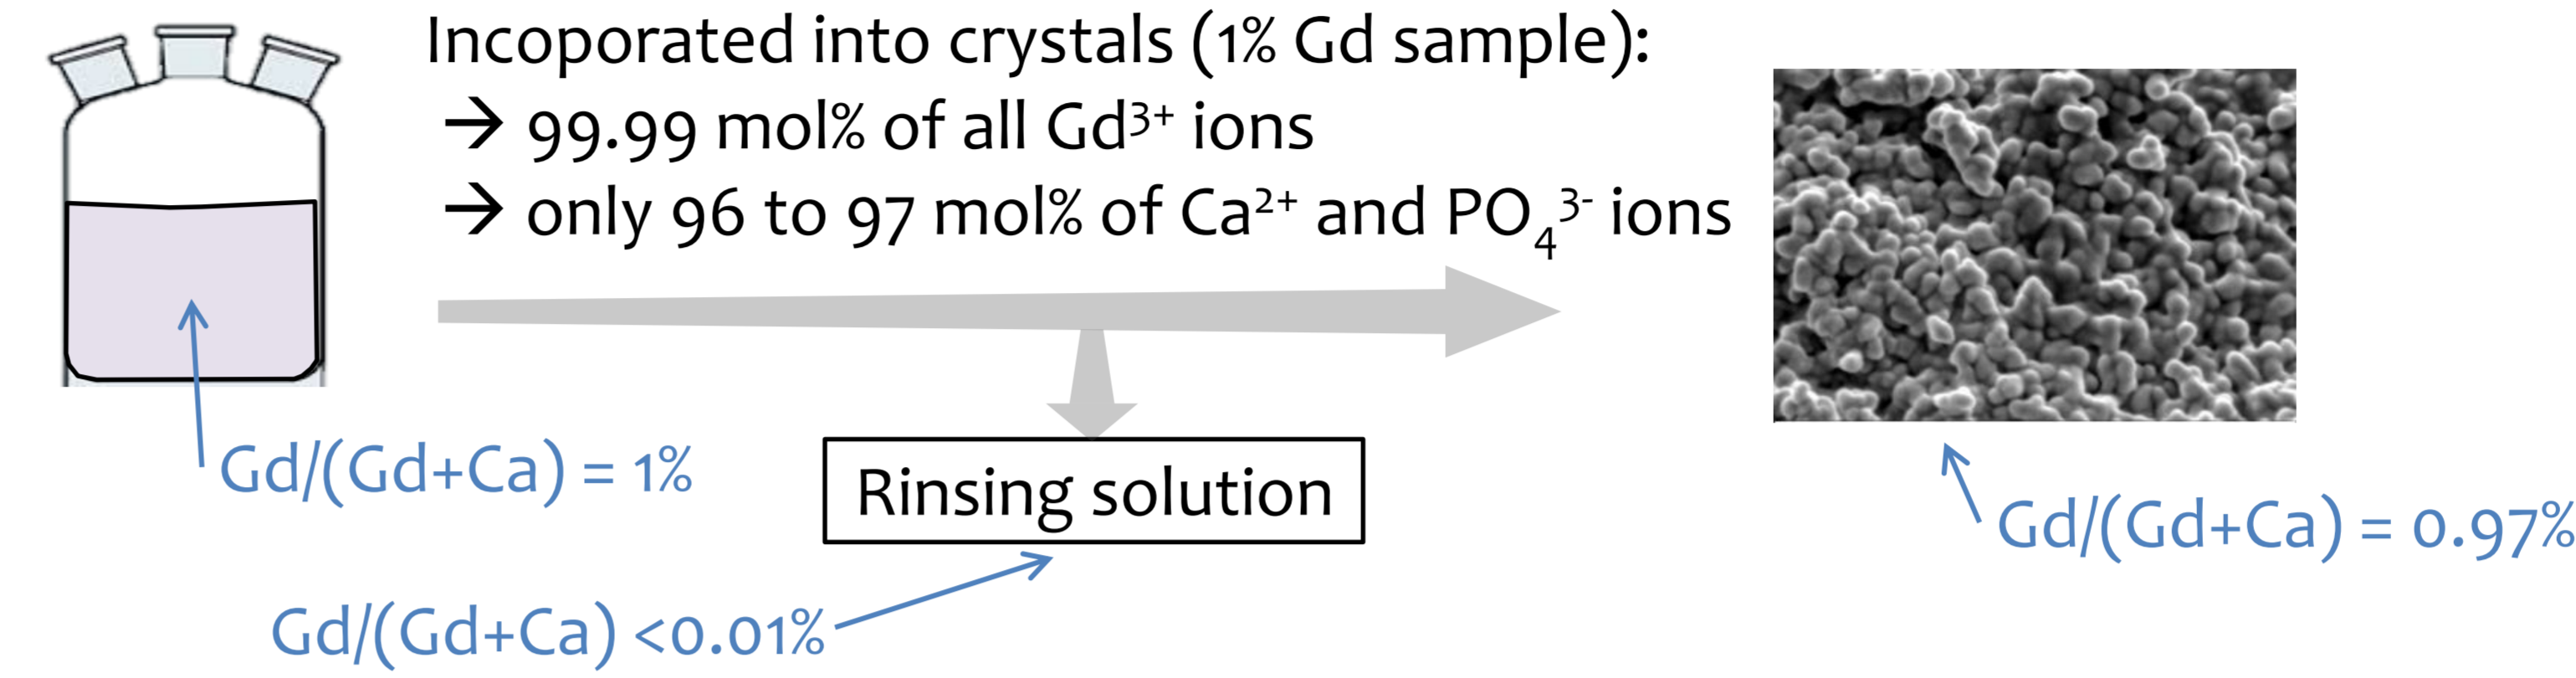 Incoporated into crystals (1% Gd sample):
→ 99.99 mol% of all Gd³⁺ ions
→ only 96 to 97 mol% of Ca²⁺ and PO₄³⁻ ions
Gd/(Gd+Ca) = 1%
Rinsing solution
Gd/(Gd+Ca) = 0.97%
Gd/(Gd+Ca) <0.01%